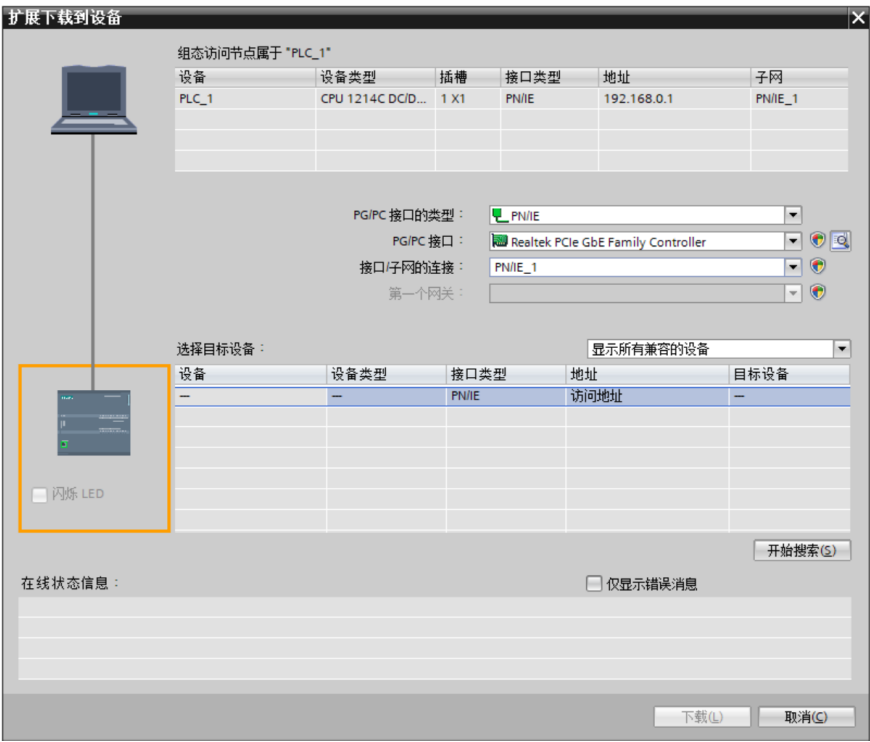 扩展下载到设备
组态访问节点属于 "PLC_1"
设备 设备类型 插槽 接口类型 地址 子网
PLC_1 CPU 1214C DC/D... 1 X1 PN/IE 192.168.0.1 PN/IE_1
PG/PC 接口的类型： PN/IE
PG/PC 接口： Realtek PCIe GbE Family Controller
接口/子网的连接： PN/IE_1
第一个网关：
选择目标设备： 显示所有兼容的设备
设备 设备类型 接口类型 地址 目标设备
— — PN/IE 访问地址 —
闪烁 LED
开始搜索(S)
在线状态信息： 仅显示错误消息
下载(L) 取消(C)